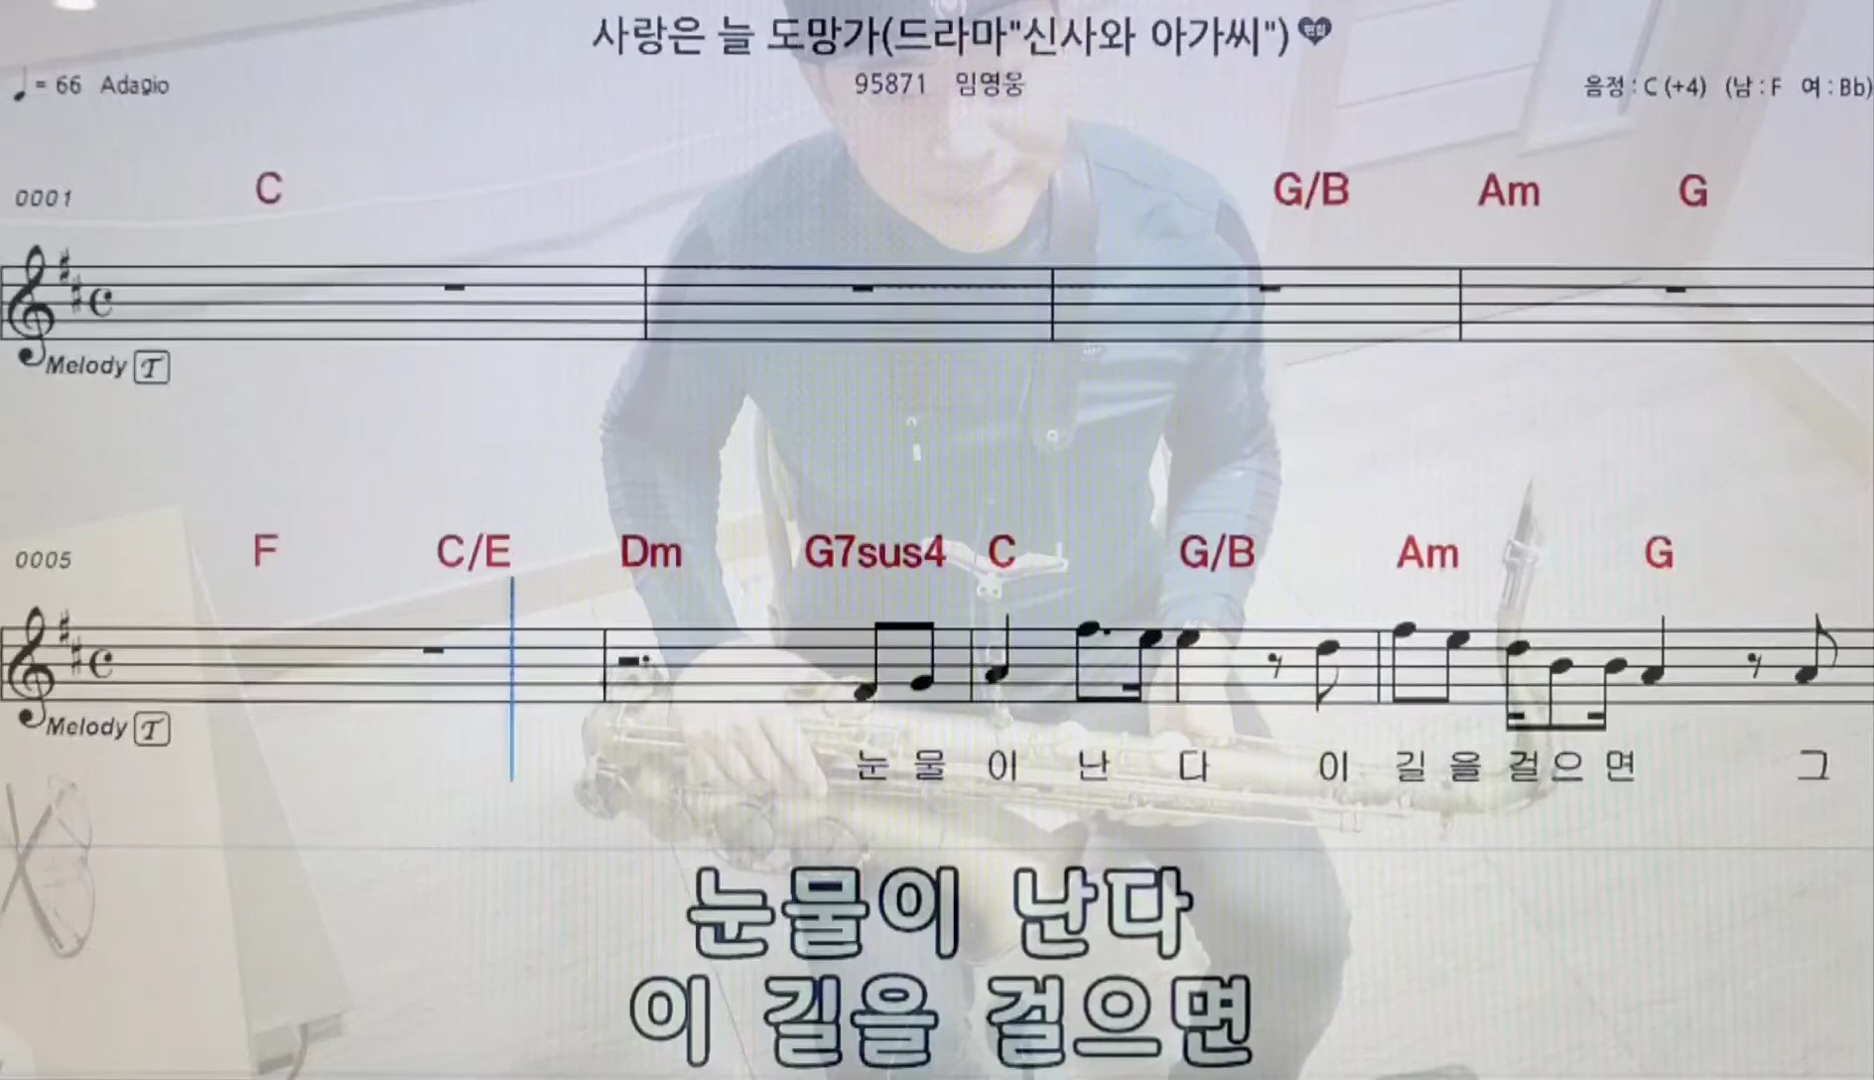 사랑은 늘 도망가(드라마"신사와 아가씨")
= 66 Adagio
95871 임영웅
음정 : C (+4) (남 : F 여 : Bb)
0001 C G/B Am G
Melody T
0005 F C/E Dm G7sus4 C G/B Am G
Melody T
눈 물 이 난 다 이 길 을 걸 으 면 그
눈물이 난다
이 길을 걸으면